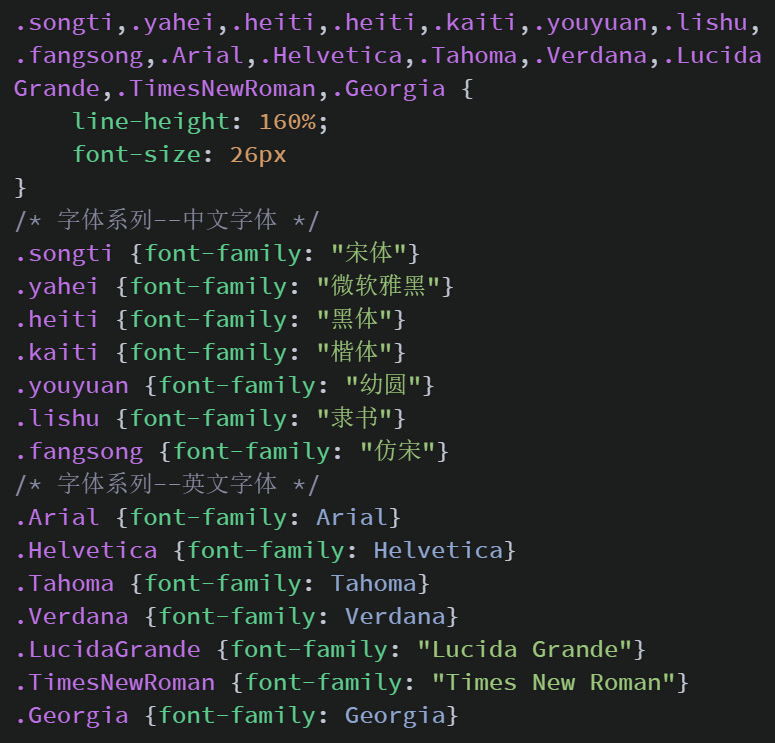 .songti,.yahei,.heiti,.heiti,.kaiti,.youyuan,.lishu,
.fangsong,.Arial,.Helvetica,.Tahoma,.Verdana,.Lucida
Grande,.TimesNewRoman,.Georgia {
    line-height: 160%;
    font-size: 26px
}
/* 字体系列--中文字体 */
.songti {font-family: "宋体"}
.yahei {font-family: "微软雅黑"}
.heiti {font-family: "黑体"}
.kaiti {font-family: "楷体"}
.youyuan {font-family: "幼圆"}
.lishu {font-family: "隶书"}
.fangsong {font-family: "仿宋"}
/* 字体系列--英文字体 */
.Arial {font-family: Arial}
.Helvetica {font-family: Helvetica}
.Tahoma {font-family: Tahoma}
.Verdana {font-family: Verdana}
.LucidaGrande {font-family: "Lucida Grande"}
.TimesNewRoman {font-family: "Times New Roman"}
.Georgia {font-family: Georgia}